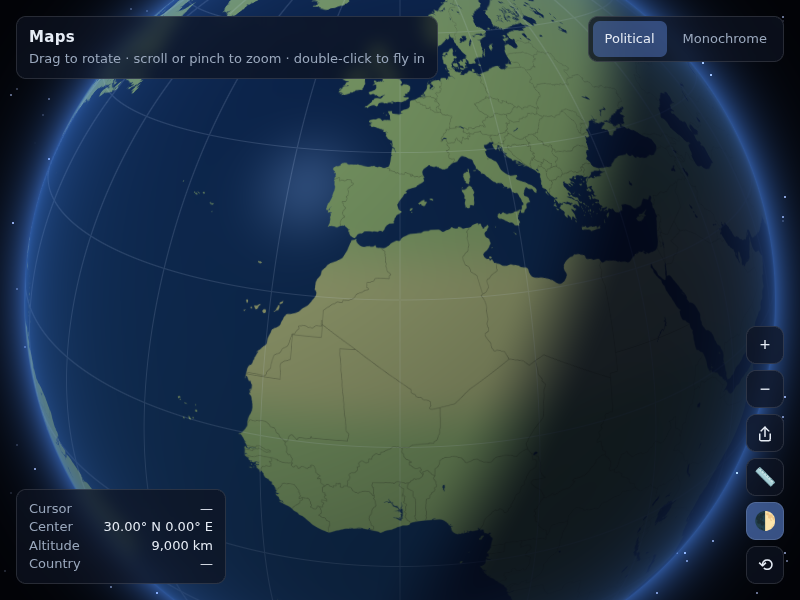 Maps
Drag to rotate · scroll or pinch to zoom · double-click to fly in
Political
Monochrome
+
−
Cursor —
Center 30.00° N 0.00° E
Altitude 9,000 km
Country —